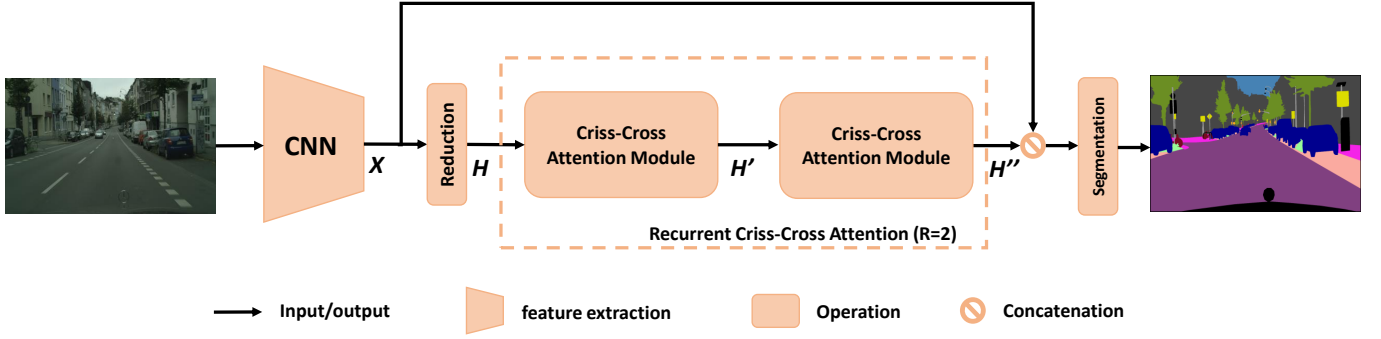 CNN
X
Reduction
H
Criss-Cross
Attention Module
H'
Criss-Cross
Attention Module
H''
Segmentation
Recurrent Criss-Cross Attention (R=2)
Input/output
feature extraction
Operation
Concatenation